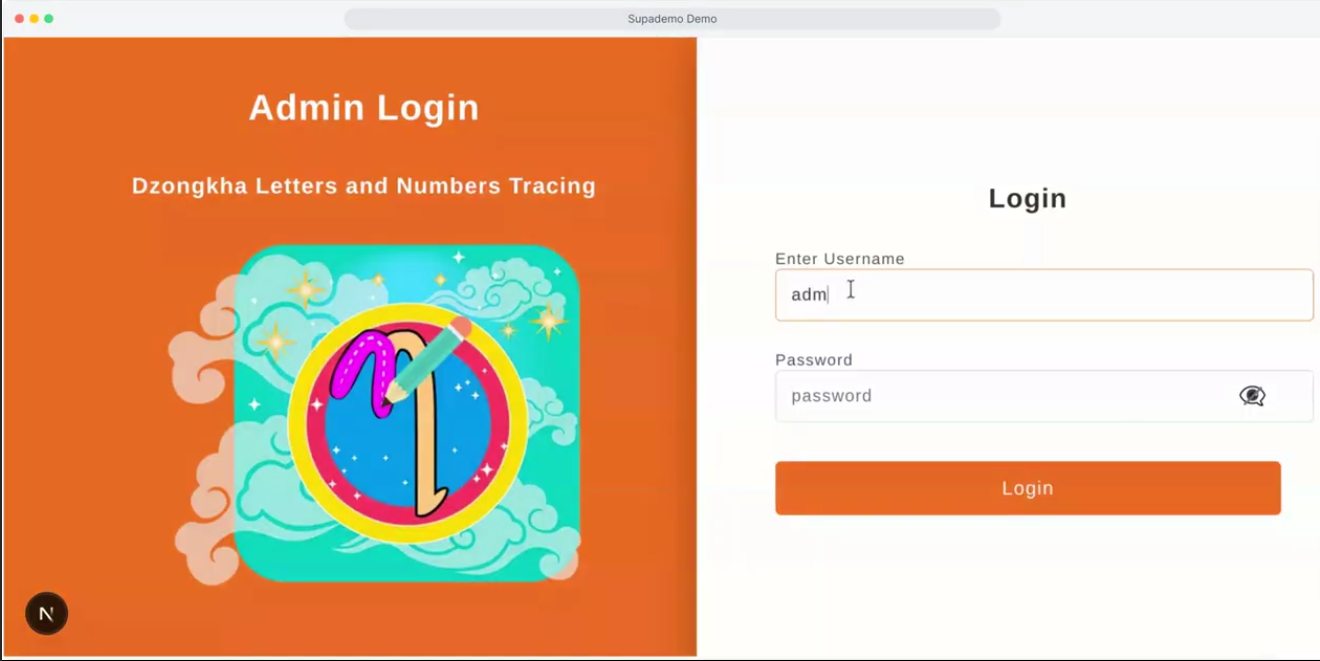 Supademo Demo
Admin Login
Dzongkha Letters and Numbers Tracing
Login
Enter Username
adm
Password
password
Login
N